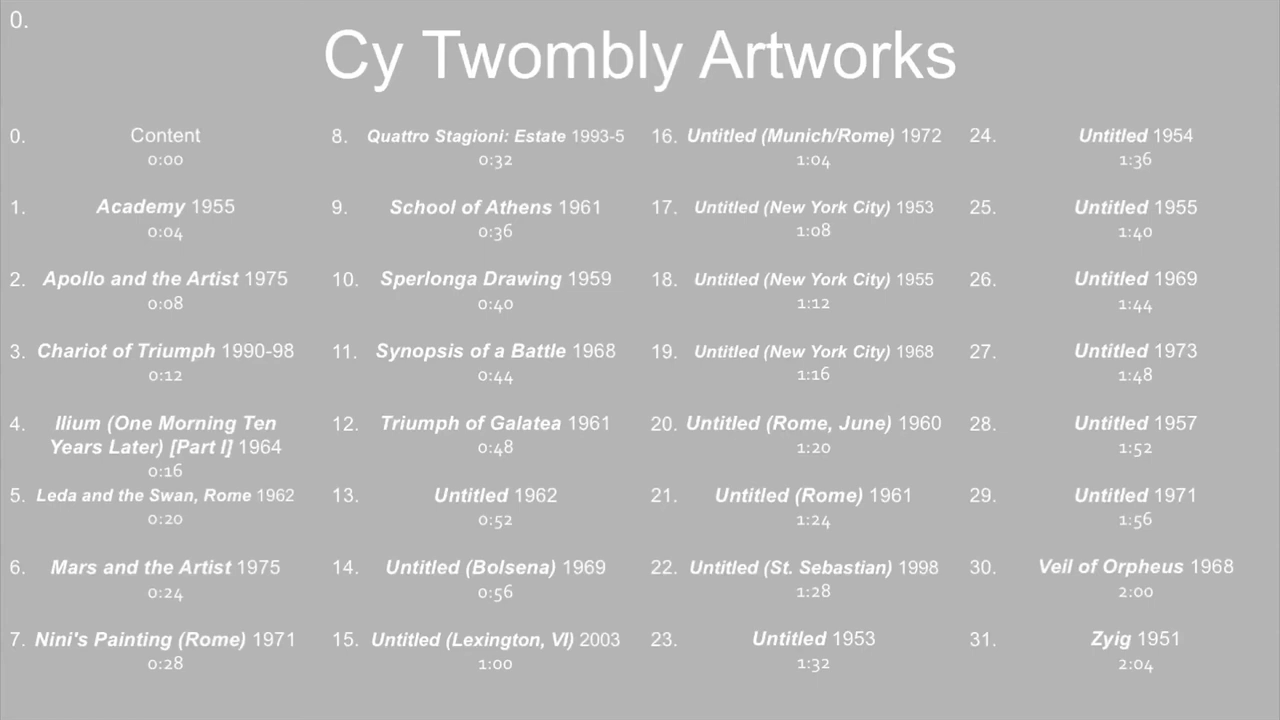 0.
Cy Twombly Artworks
0. Content
0:00
1. Academy 1955
0:04
2. Apollo and the Artist 1975
0:08
3. Chariot of Triumph 1990-98
0:12
4. Ilium (One Morning Ten
Years Later) [Part I] 1964
0:16
5. Leda and the Swan, Rome 1962
0:20
6. Mars and the Artist 1975
0:24
7. Nini's Painting (Rome) 1971
0:28
8. Quattro Stagioni: Estate 1993-5
0:32
9. School of Athens 1961
0:36
10. Sperlonga Drawing 1959
0:40
11. Synopsis of a Battle 1968
0:44
12. Triumph of Galatea 1961
0:48
13. Untitled 1962
0:52
14. Untitled (Bolsena) 1969
0:56
15. Untitled (Lexington, VI) 2003
1:00
16. Untitled (Munich/Rome) 1972
1:04
17. Untitled (New York City) 1953
1:08
18. Untitled (New York City) 1955
1:12
19. Untitled (New York City) 1968
1:16
20. Untitled (Rome, June) 1960
1:20
21. Untitled (Rome) 1961
1:24
22. Untitled (St. Sebastian) 1998
1:28
23. Untitled 1953
1:32
24. Untitled 1954
1:36
25. Untitled 1955
1:40
26. Untitled 1969
1:44
27. Untitled 1973
1:48
28. Untitled 1957
1:52
29. Untitled 1971
1:56
30. Veil of Orpheus 1968
2:00
31. Zyig 1951
2:04